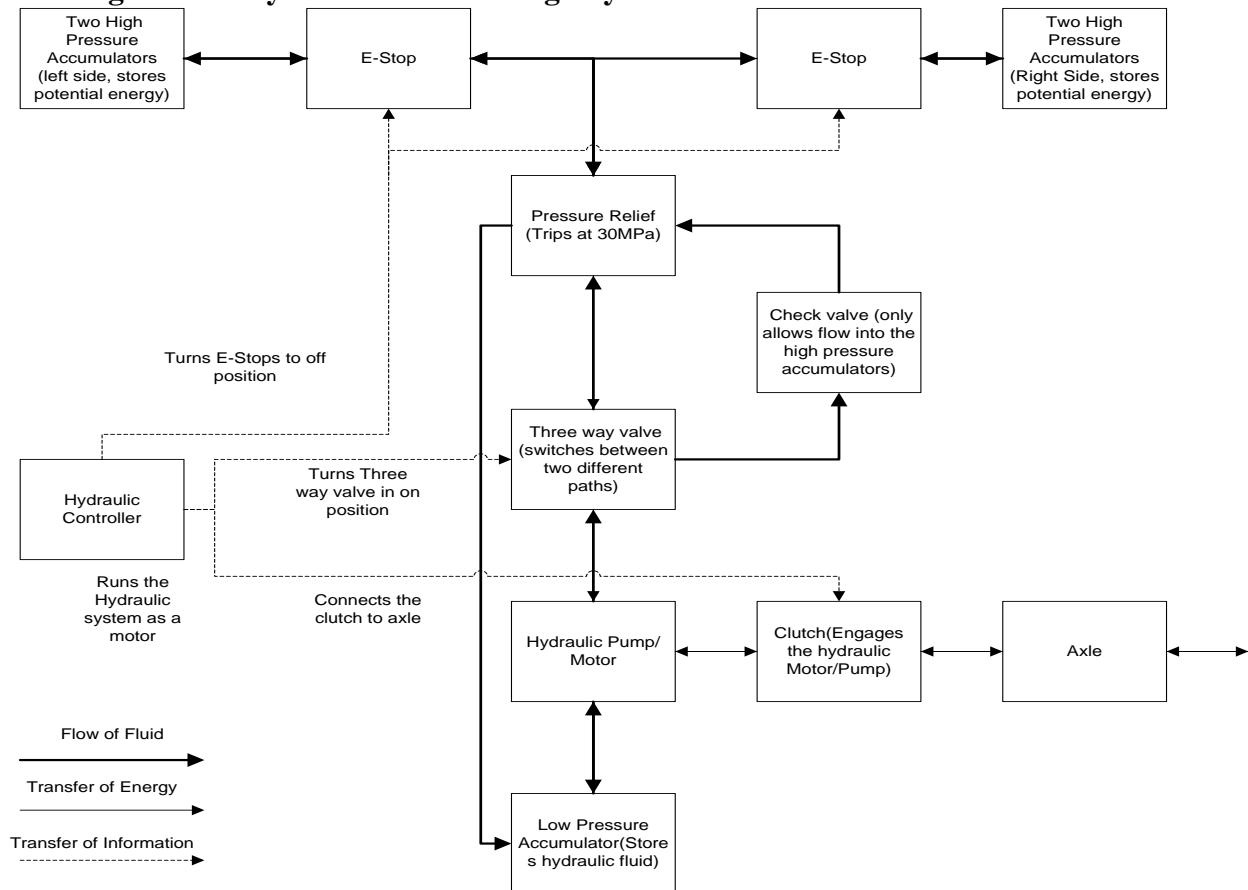 Two High
Pressure
Accumulators
(left side, stores
potential energy)
E-Stop
E-Stop
Two High
Pressure
Accumulators
(Right Side, stores
potential energy)
Pressure Relief
(Trips at 30MPa)
Check valve (only
allows flow into the
high pressure
accumulators)
Turns E-Stops to off
position
Three way valve
(switches between
two different
paths)
Hydraulic
Controller
Turns Three
way valve in on
position
Runs the
Hydraulic
system as a
motor
Connects the
clutch to axle
Hydraulic Pump/
Motor
Clutch(Engages
the hydraulic
Motor/Pump)
Axle
Flow of Fluid
Transfer of Energy
Transfer of Information
Low Pressure
Accumulator(Store
s hydraulic fluid)